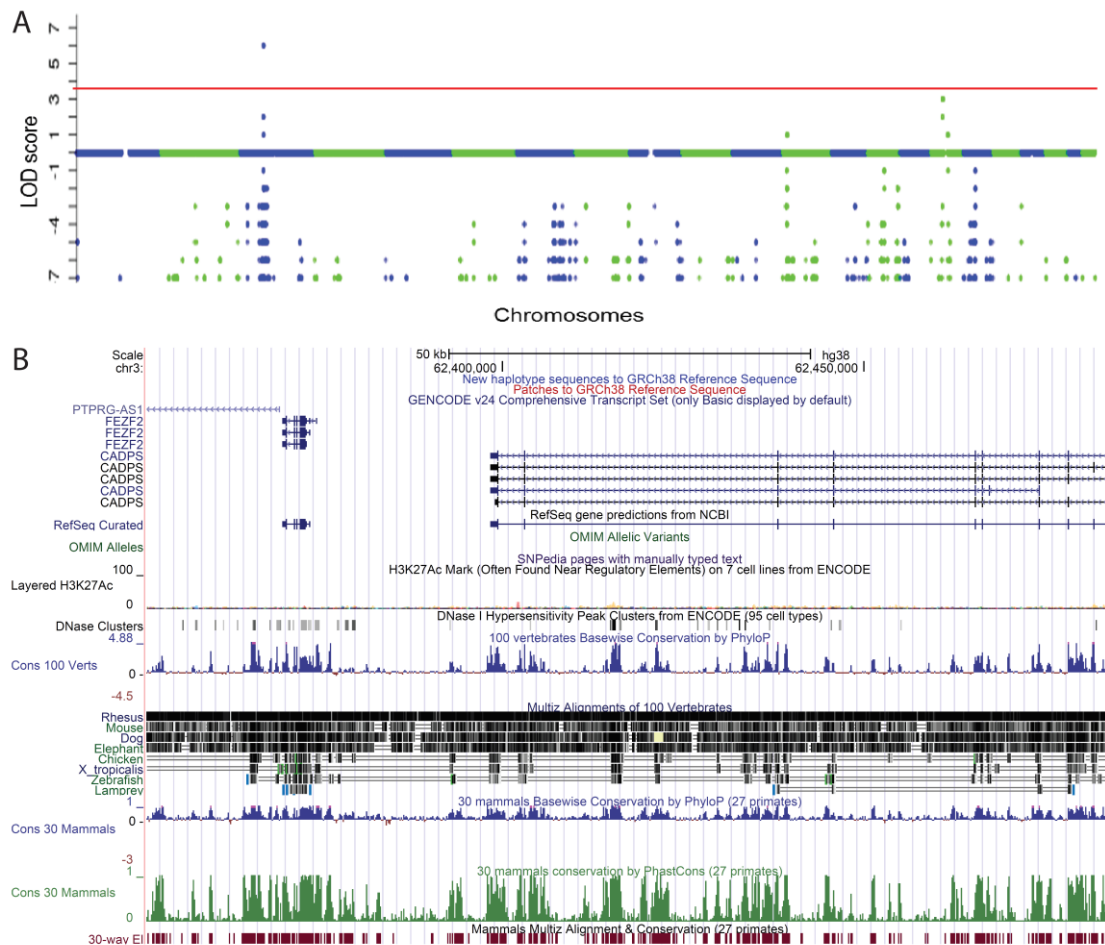 A
7
3
1
-1
-4
-7
LOD score
Chromosomes
B
Scale
50 kb
hg38
chr3:
62,400,000
62,450,000
New haplotype sequences to GRCh38 Reference Sequence
Patches to GRCh38 Reference Sequence
GENCODE v24 Comprehensive Transcript Set (only Basic displayed by default)
PTPRG-AS1
FEZF2
FEZF2
FEZF2
CADPS
CADPS
CADPS
CADPS
CADPS
RefSeq gene predictions from NCBI
RefSeq Curated
OMIM Allelic Variants
OMIM Alleles
SNPedia pages with manually typed text
H3K27Ac Mark (Often Found Near Regulatory Elements) on 7 cell lines from ENCODE
100
Layered H3K27Ac
0
DNase I Hypersensitivity Peak Clusters from ENCODE (95 cell types)
DNase Clusters
100 vertebrates Basewise Conservation by PhyloP
4.88
Cons 100 Verts
0
-4.5
Multiz Alignments of 100 Vertebrates
Rhesus
Mouse
Dog
Elephant
Chicken
X_tropicalis
Zebrafish
Lamprey
30 mammals Basewise Conservation by PhyloP (27 primates)
1
0
Cons 30 Mammals
-3
30 mammals conservation by PhastCons (27 primates)
1
Cons 30 Mammals
0
Mammals Multiz Alignment & Conservation (27 primates)
30-way El